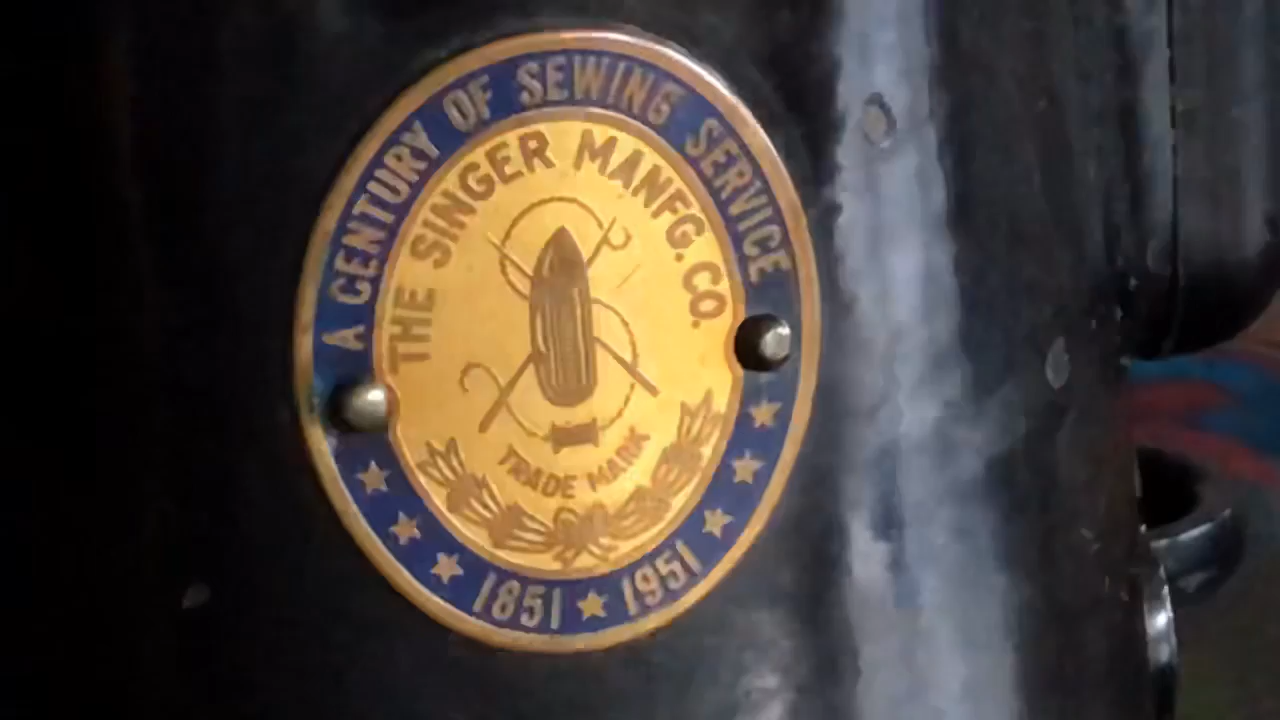 A CENTURY OF SEWING SERVICE
THE SINGER MANFG. CO.
TRADE MARK
1851 ★ 1951